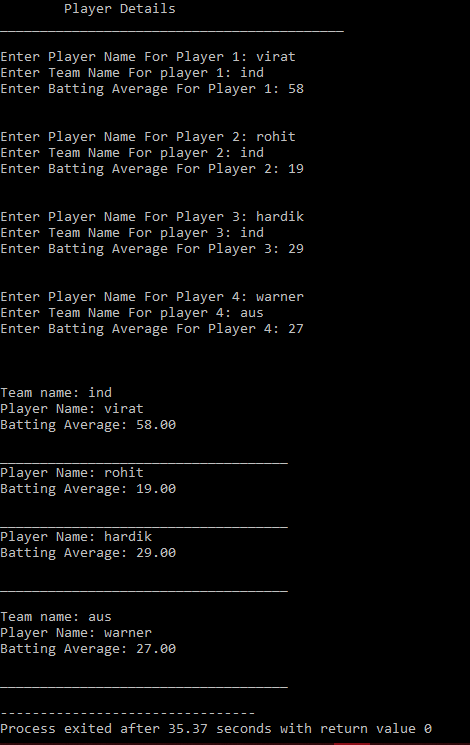 Player Details
___________________________________________
Enter Player Name For Player 1: virat
Enter Team Name For player 1: ind
Enter Batting Average For Player 1: 58
Enter Player Name For Player 2: rohit
Enter Team Name For player 2: ind
Enter Batting Average For Player 2: 19
Enter Player Name For Player 3: hardik
Enter Team Name For player 3: ind
Enter Batting Average For Player 3: 29
Enter Player Name For Player 4: warner
Enter Team Name For player 4: aus
Enter Batting Average For Player 4: 27
Team name: ind
Player Name: virat
Batting Average: 58.00
____________________________________
Player Name: rohit
Batting Average: 19.00
____________________________________
Player Name: hardik
Batting Average: 29.00
____________________________________
Team name: aus
Player Name: warner
Batting Average: 27.00
____________________________________
--------------------------------
Process exited after 35.37 seconds with return value 0